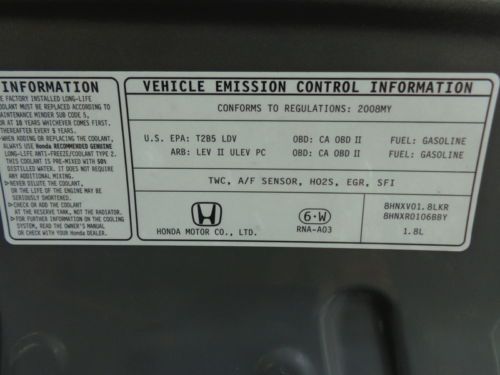 INFORMATION
FACTORY INSTALLED LONG-LIFE
COOLANT MUST BE REPLACED ACCORDING TO
MAINTENANCE MINDER SUB CODE 5,
OR AT 10 YEARS WHICHEVER COMES FIRST.
THEREAFTER EVERY 5 YEARS.
WHEN ADDING OR REPLACING THE COOLANT,
ALWAYS USE Honda RECOMMENDED GENUINE
LONG-LIFE ANTI-FREEZE/COOLANT TYPE 2.
THIS COOLANT IS PRE-MIXED WITH 50%
DISTILLED WATER. IT DOES NOT REQUIRE
ANY ADDITIONAL MIXING.
NEVER DILUTE THE COOLANT,
OR THE LIFE OF THE ENGINE MAY BE
SERIOUSLY SHORTENED.
CHECK OR ADD THE COOLANT
AT THE RESERVE TANK, NOT THE RADIATOR.
FOR FURTHER INFORMATION ON THE COOLING
SYSTEM, READ THE OWNER'S MANUAL
OR CHECK WITH YOUR Honda DEALER.
VEHICLE EMISSION CONTROL INFORMATION
CONFORMS TO REGULATIONS: 2008MY
U.S. EPA: T2B5 LDV OBD: CA OBD II FUEL: GASOLINE
ARB: LEV II ULEV PC OBD: CA OBD II FUEL: GASOLINE
TWC, A/F SENSOR, HO2S, EGR, SFI
HONDA MOTOR CO., LTD.
6·W
RNA-A03
8HNXV01.8LKR
8HNXR0106BBY
1.8L